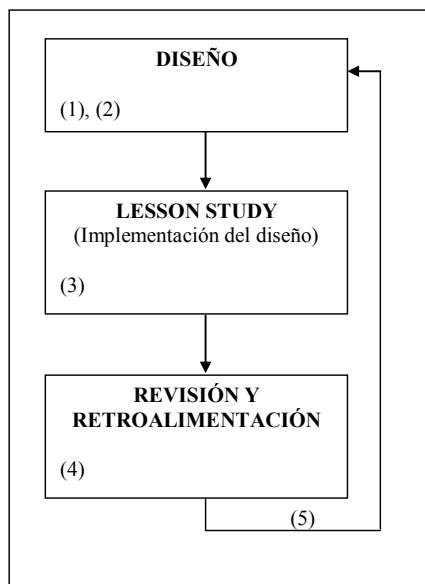 DISEÑO
(1), (2)
LESSON STUDY
(Implementación del diseño)
(3)
REVISIÓN Y
RETROALIMENTACIÓN
(4)
(5)